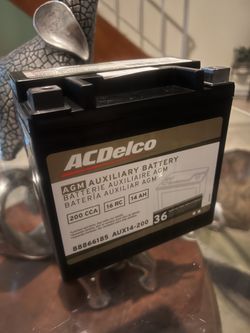 ACDelco
AGM AUXILIARY BATTERY
BATTERIE AUXILIAIRE AGM
BATERÍA AUXILIAR AGM
200 CCA 16 RC 14 AH
88866185 AUX14-200
36